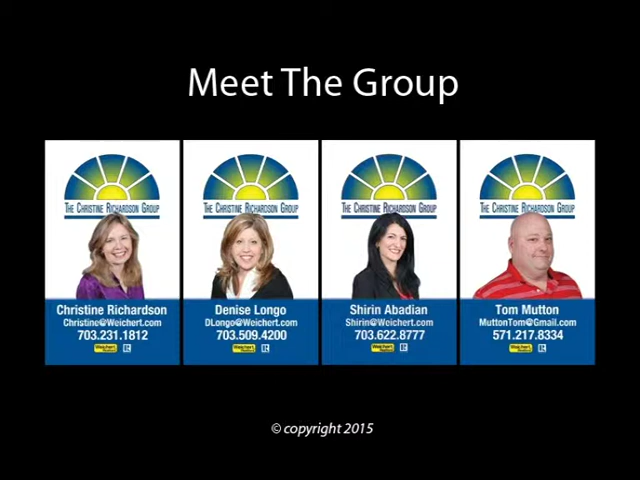 Meet The Group
The Christine Richardson Group
The Christine Richardson Group
The Christine Richardson Group
The Christine Richardson Group
Christine Richardson
Christine@Weichert.com
703.231.1812
Denise Longo
DLongo@Weichert.com
703.509.4200
Shirin Abadian
Shirin@Weichert.com
703.622.8777
Tom Mutton
MuttonTom@Gmail.com
571.217.8334
© copyright 2015